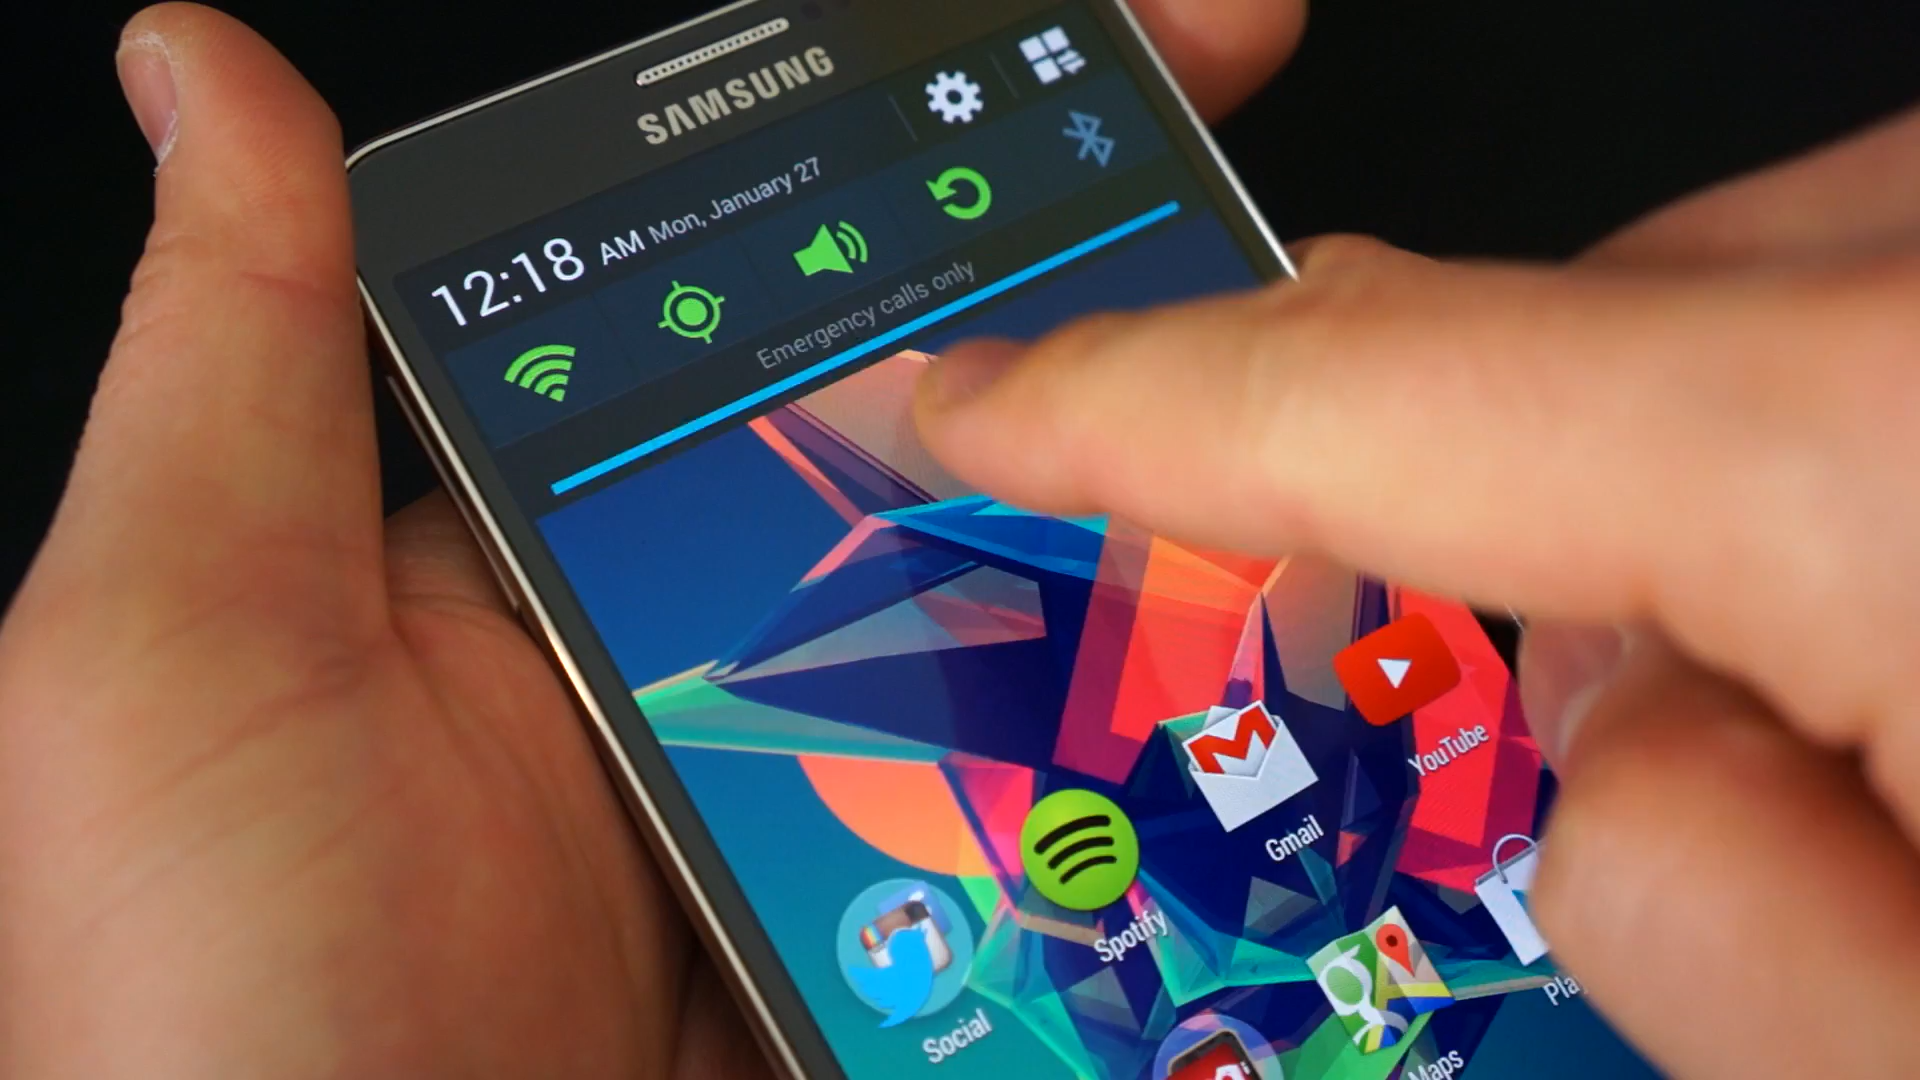 SAMSUNG
12:18 AM Mon, January 27
Emergency calls only
YouTube
Gmail
Spotify
Social
Maps